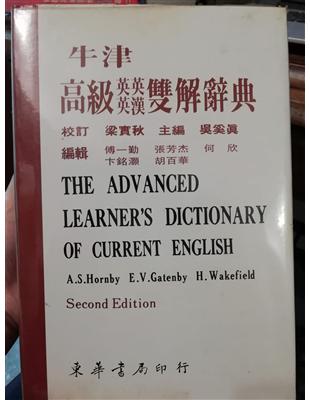 牛津
高級英英英漢雙解辭典
校訂 梁實秋 主編 吳奚眞
編輯 傅一勤 張芳杰 何欣
卞銘灝 胡百華
THE ADVANCED
LEARNER'S DICTIONARY
OF CURRENT ENGLISH
A.S.Hornby E.V.Gatenby H.Wakefield
Second Edition
東華書局印行